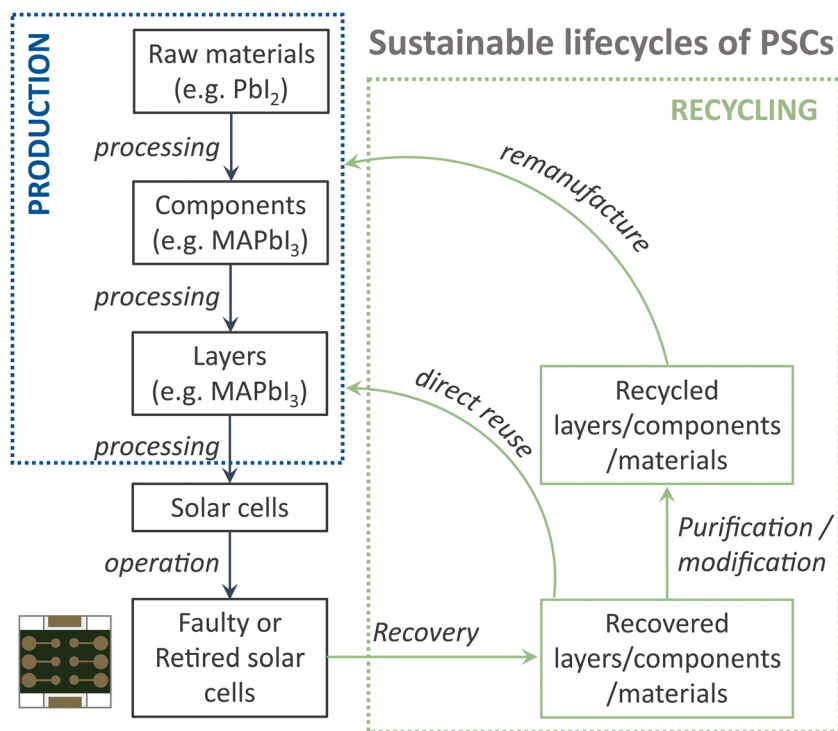 Sustainable lifecycles of PSCs
PRODUCTION
Raw materials
(e.g. PbI₂)
processing
Components
(e.g. MAPbI₃)
processing
Layers
(e.g. MAPbI₃)
processing
Solar cells
operation
Faulty or
Retired solar
cells
RECYCLING
remanufacture
direct reuse
Recycled
layers/components
/materials
Purification /
modification
Recovery
Recovered
layers/components
/materials